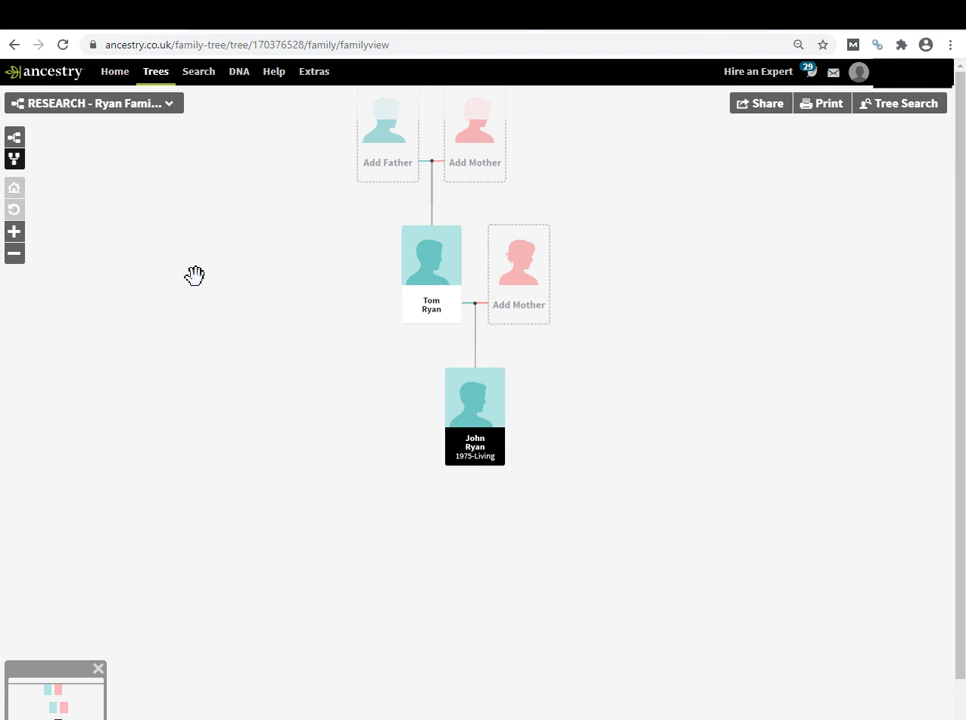 ancestry.co.uk/family-tree/tree/170376528/family/familyview
M
ancestry
Home
Trees
Search
DNA
Help
Extras
Hire an Expert
29
RESEARCH - Ryan Fami...
Share
Print
Tree Search
Add Father
Add Mother
Tom
Ryan
Add Mother
John
Ryan
1975-Living